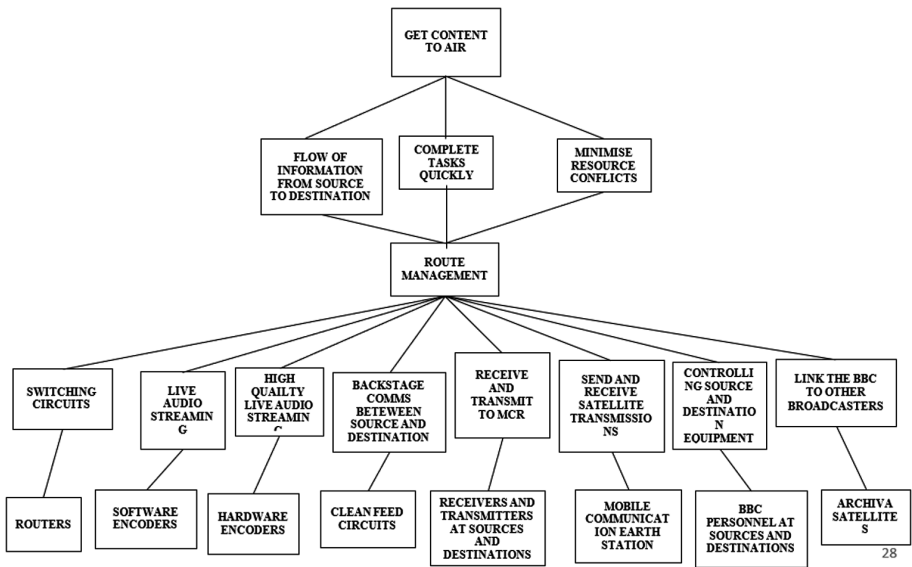 GET CONTENT
TO AIR
FLOW OF
INFORMATION
FROM SOURCE
TO DESTINATION
COMPLETE
TASKS
QUICKLY
MINIMISE
RESOURCE
CONFLICTS
ROUTE
MANAGEMENT
SWITCHING
CIRCUITS
LIVE
AUDIO
STREAMIN
G
HIGH
QUAILTY
LIVE AUDIO
STREAMIN
G
BACKSTAGE
COMMS
BETEWEEN
SOURCE AND
DESTINATION
RECEIVE
AND
TRANSMIT
TO MCR
SEND AND
RECEIVE
SATELLITE
TRANSMISSIO
NS
CONTROLLI
NG SOURCE
AND
DESTINATIO
N
EQUIPMENT
LINK THE BBC
TO OTHER
BROADCASTERS
ROUTERS
SOFTWARE
ENCODERS
HARDWARE
ENCODERS
CLEAN FEED
CIRCUITS
RECEIVERS AND
TRANSMITTERS
AT SOURCES
AND
DESTINATIONS
MOBILE
COMMUNICAT
ION EARTH
STATION
BBC
PERSONNEL AT
SOURCES AND
DESTINATIONS
ARCHIVA
SATELLITE
S
28